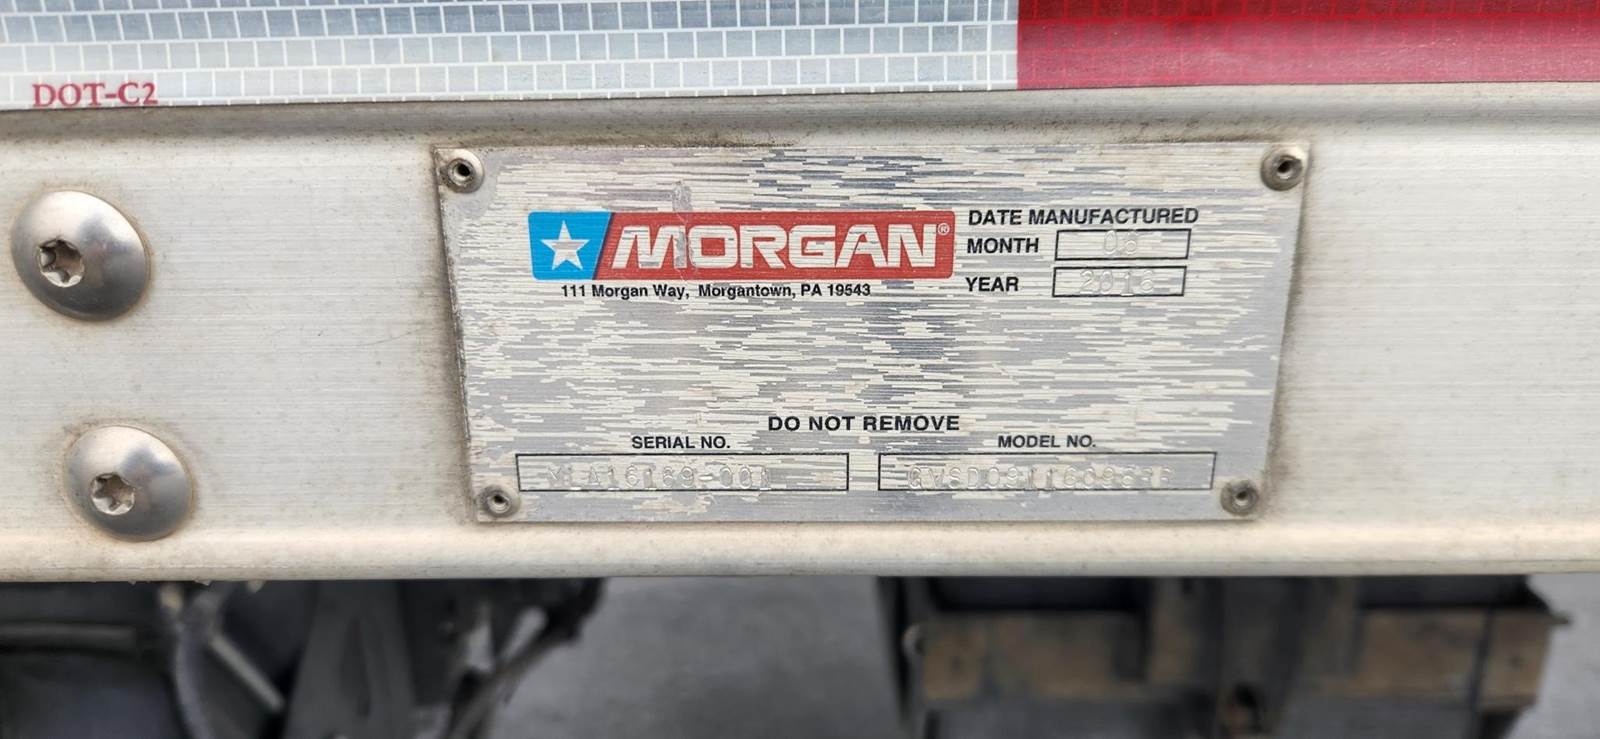 DOT-C2
MORGAN®
111 Morgan Way, Morgantown, PA 19543
DATE MANUFACTURED
MONTH
YEAR 2016
DO NOT REMOVE
SERIAL NO.
MODEL NO.